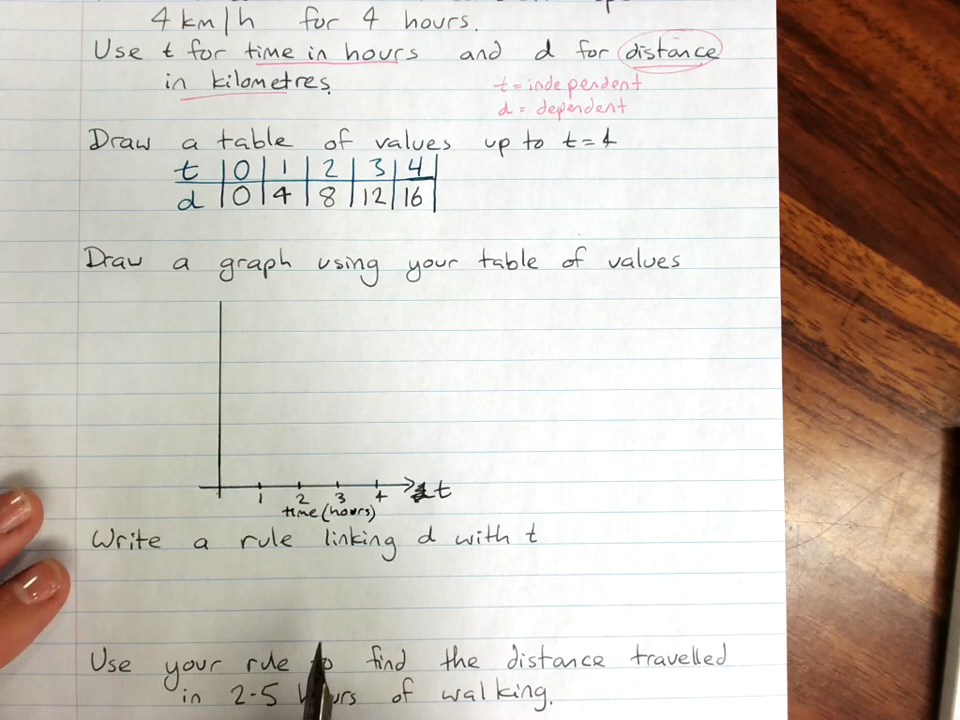 4 km/h for 4 hours.
Use t for time in hours and d for distance
in kilometres.
t = independent
d = dependent
Draw a table of values up to t = 4
t 0 1 2 3 4
d 0 4 8 12 16
Draw a graph using your table of values
1 2 3 4 t
time (hours)
Write a rule linking d with t
Use your rule to find the distance travelled
in 2.5 hours of walking.